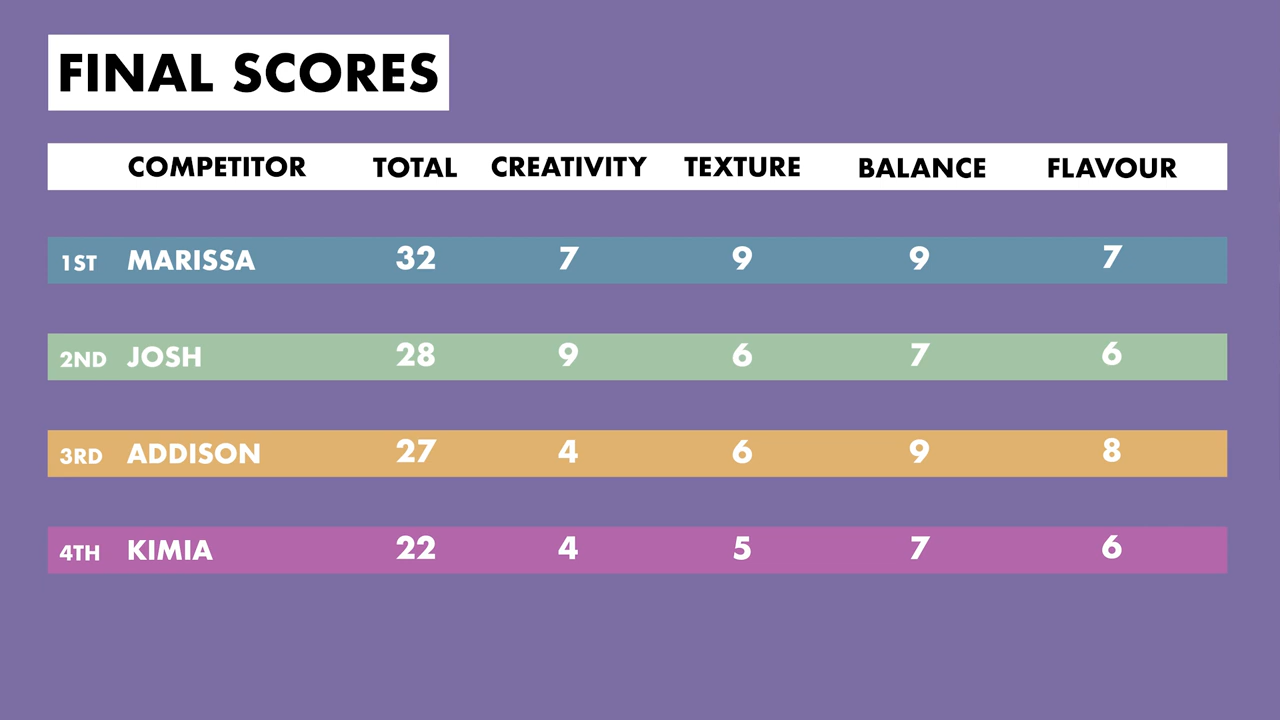 FINAL SCORES
COMPETITOR TOTAL CREATIVITY TEXTURE BALANCE FLAVOUR
1ST MARISSA 32 7 9 9 7
2ND JOSH 28 9 6 7 6
3RD ADDISON 27 4 6 9 8
4TH KIMIA 22 4 5 7 6